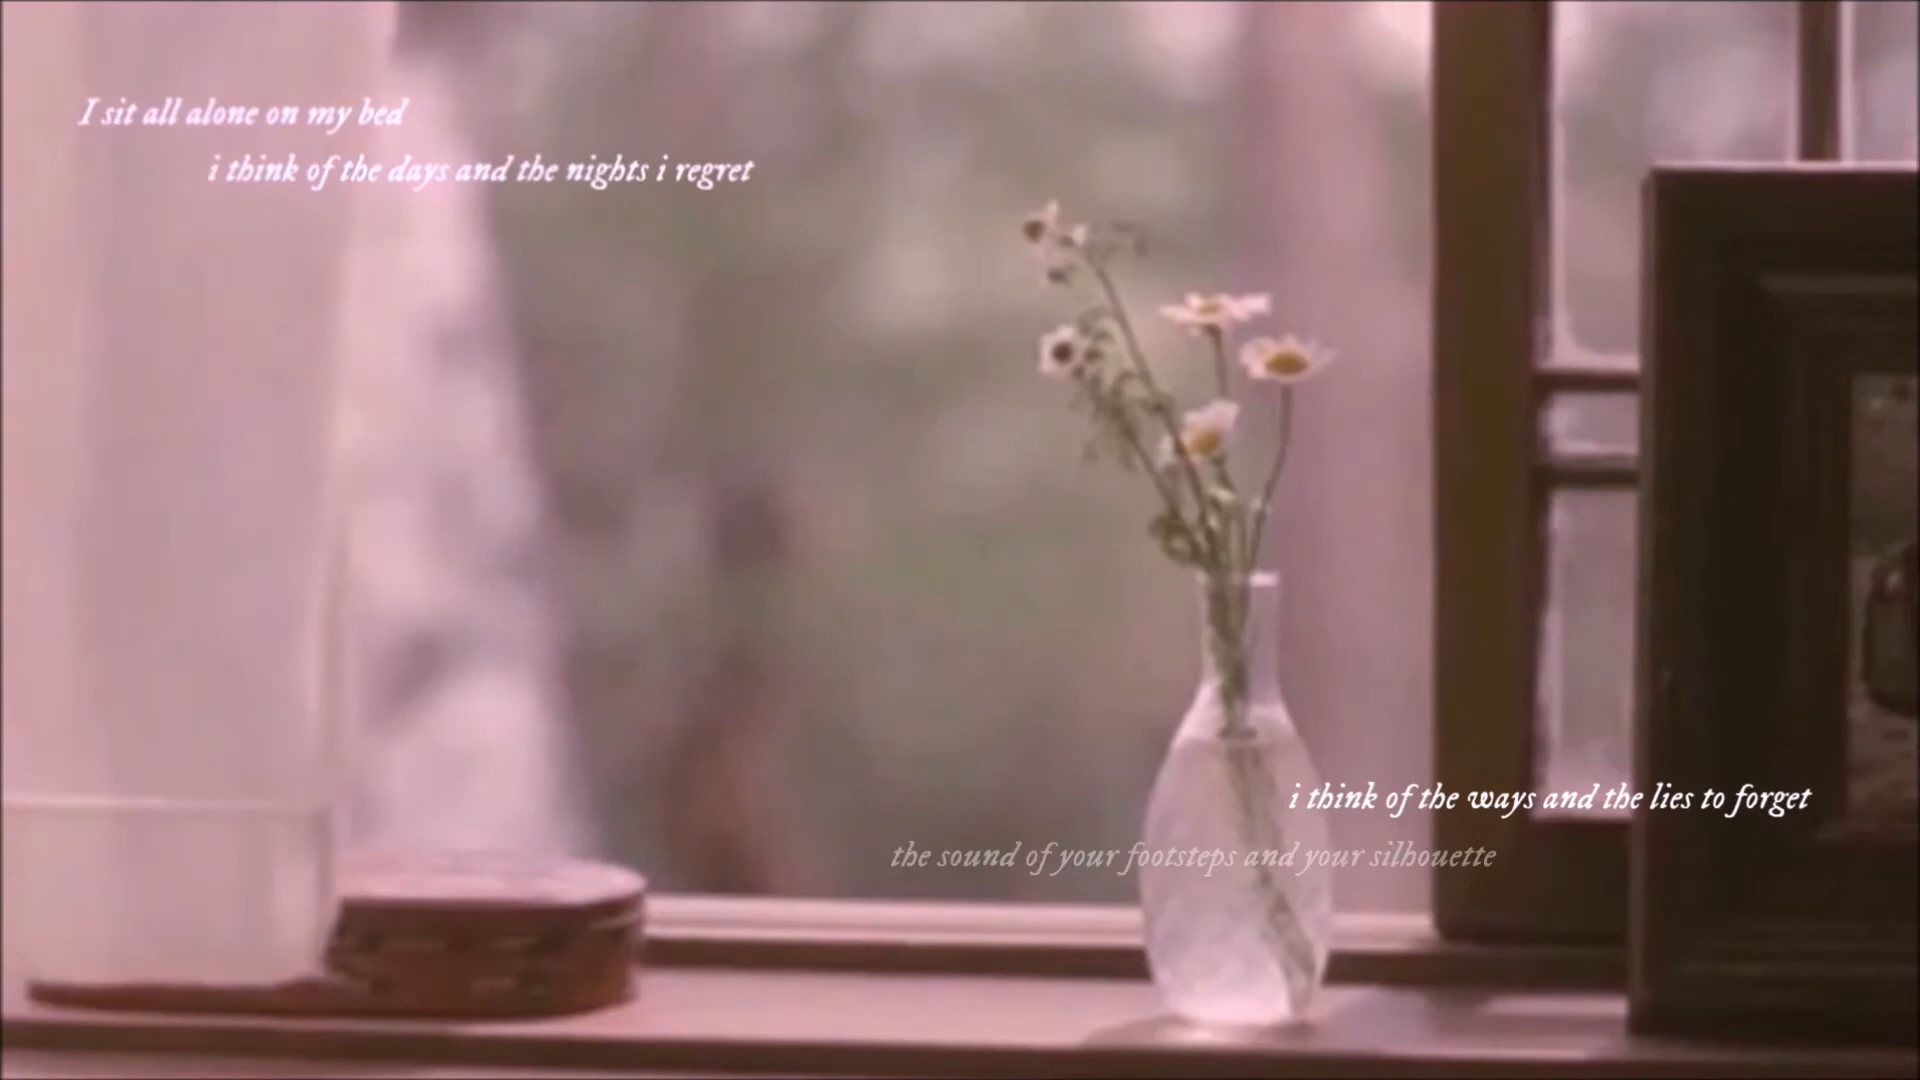 I sit all alone on my bed
i think of the days and the nights i regret
i think of the ways and the lies to forget
the sound of your footsteps and your silhouette